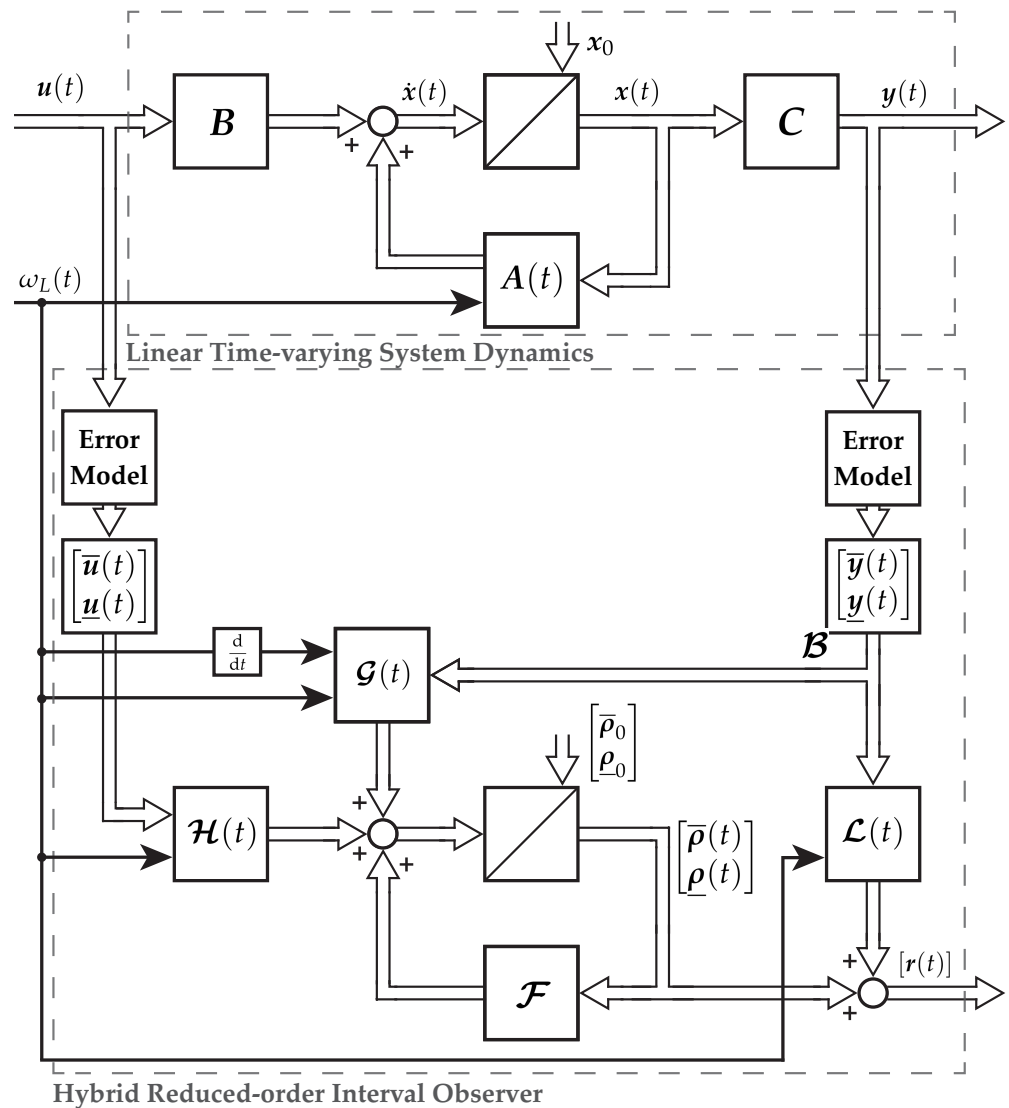 x₀
u(t)
ẋ(t)
x(t)
y(t)
B
C
+
+
ω_L(t)
A(t)
Linear Time-varying System Dynamics
Error
Model
Error
Model
[u̅(t)]
[u̲(t)]
[y̅(t)]
[y̲(t)]
ℬ
d
dt
𝓖(t)
[ρ̅₀]
[ρ̲₀]
+
𝓗(t)
+
+
[ρ̅(t)]
[ρ̲(t)]
𝓛(t)
𝓕
+
[r(t)]
+
Hybrid Reduced-order Interval Observer